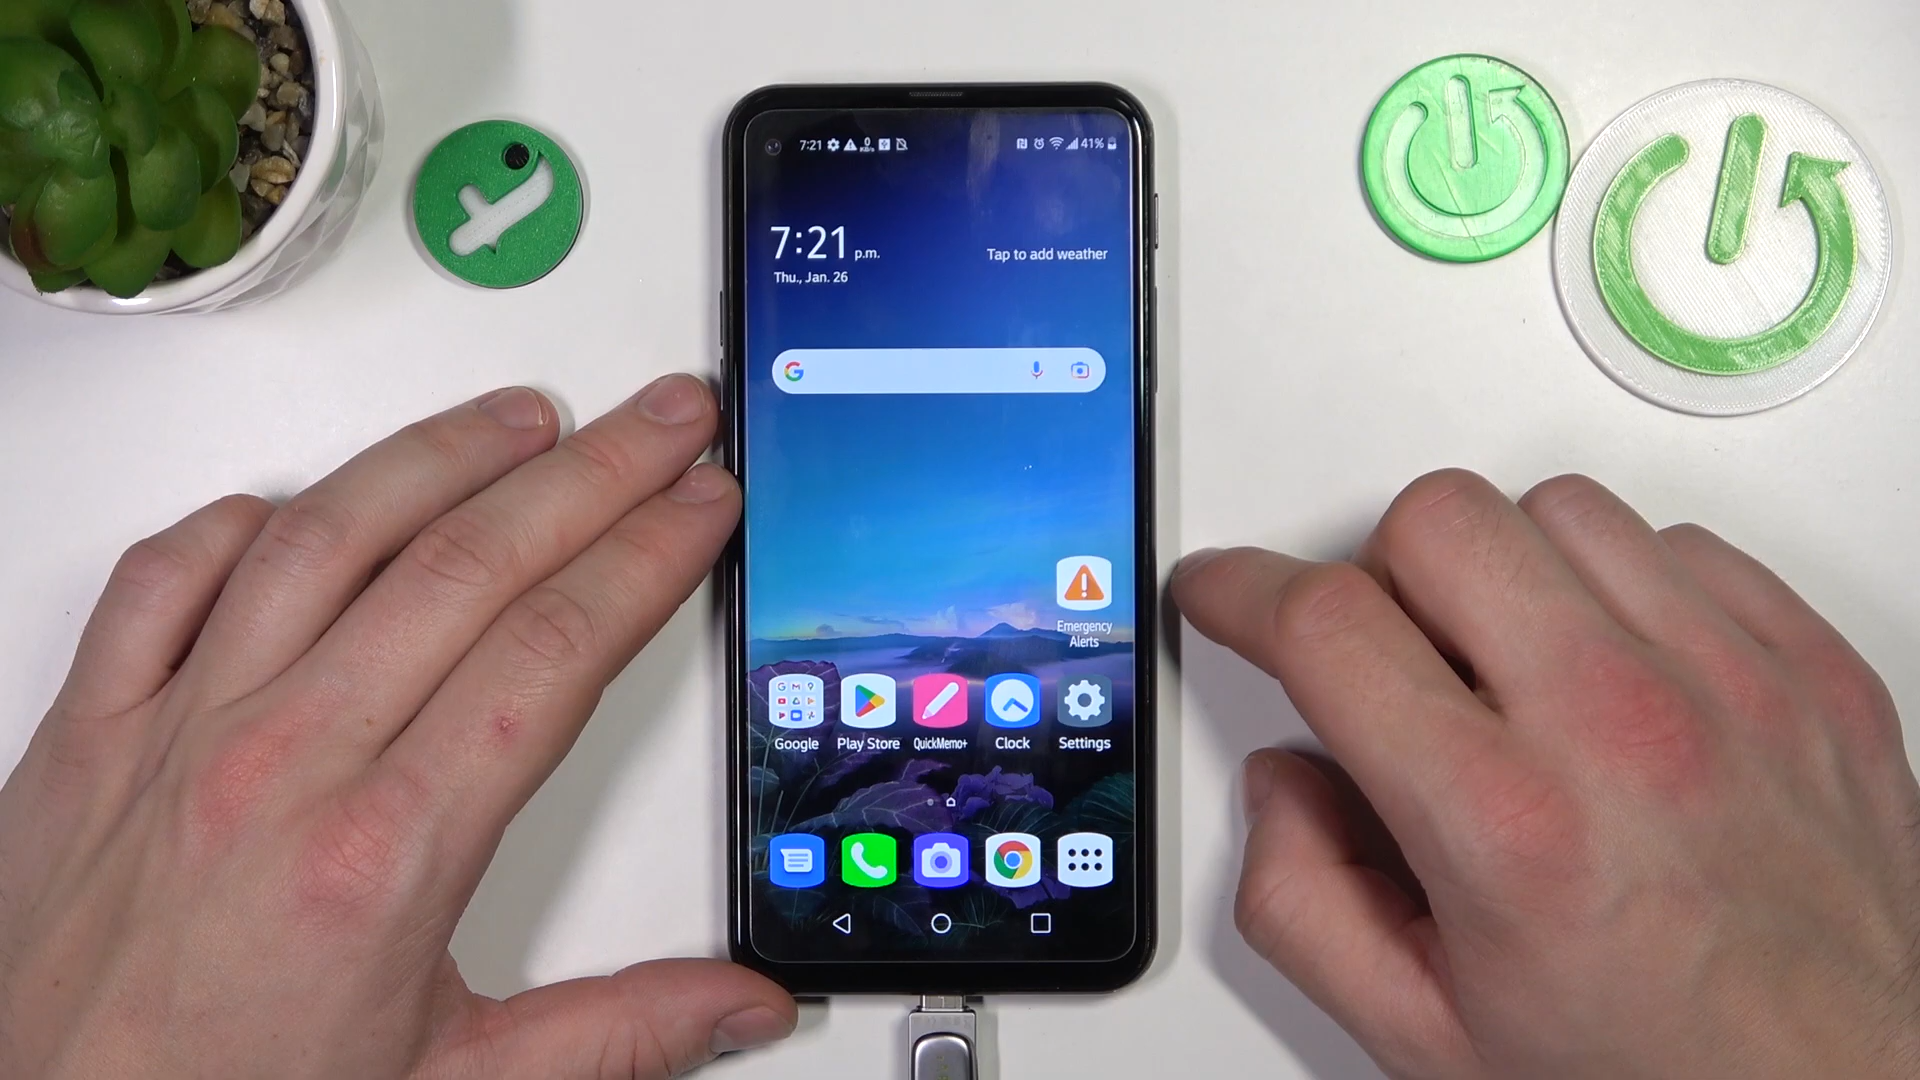 7:21
41%
7:21 p.m.
Thu., Jan. 26
Tap to add weather
Emergency
Alerts
Google
Play Store
QuickMemo+
Clock
Settings